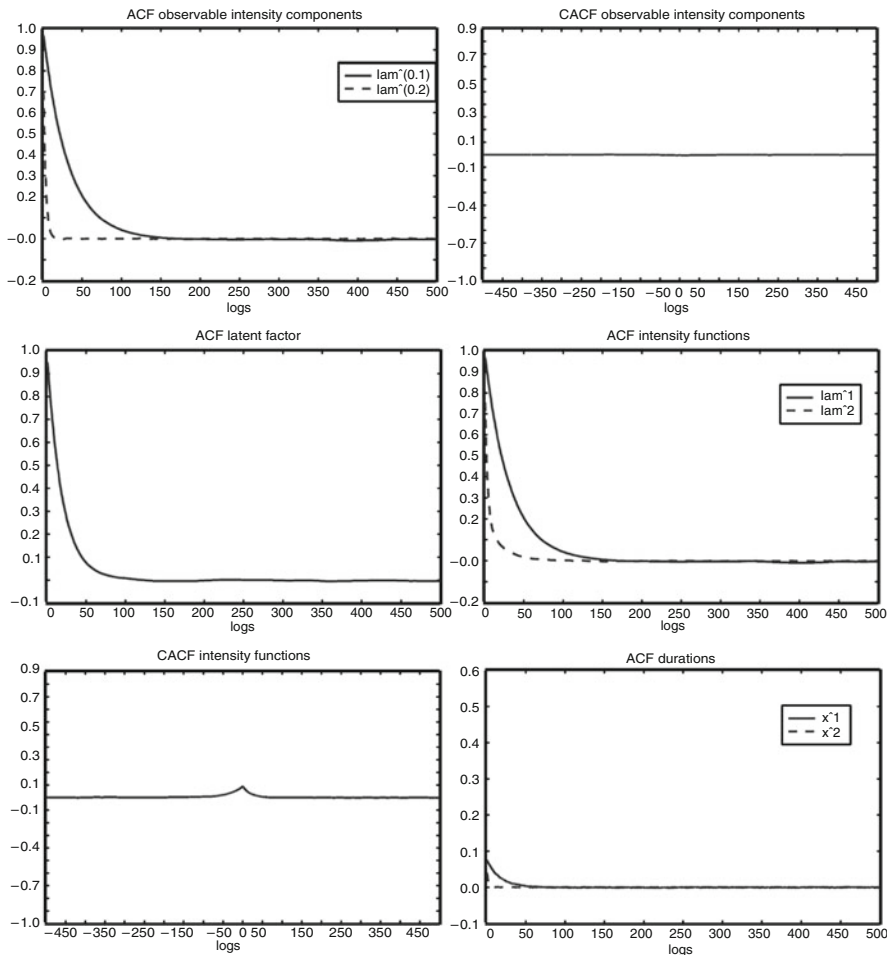 ACF observable intensity components
1.0
0.9
0.8
0.7
0.6
0.5
0.4
0.3
0.2
−0.0
−0.2
lam^(0.1)
lam^(0.2)
0 50 100 150 200 250 300 350 400 450 500
logs
CACF observable intensity components
0.9
0.7
0.5
0.3
0.1
−0.1
−0.4
−0.7
−1.0
−450 −350 −250 −150 −50 0 50 150 250 350 450
logs
ACF latent factor
1.0
0.9
0.8
0.7
0.6
0.5
0.4
0.3
0.2
0.1
−0.1
0 50 100 150 200 250 300 350 400 450 500
logs
ACF intensity functions
1.0
0.9
0.8
0.7
0.6
0.5
0.4
0.3
0.2
−0.0
−0.2
lam^1
lam^2
0 50 100 150 200 250 300 350 400 450 500
logs
CACF intensity functions
0.9
0.7
0.5
0.3
0.1
−0.1
−0.4
−0.7
−1.0
−450 −350 −250 −150 −50 0 50 150 250 350 450
logs
ACF durations
0.6
0.5
0.4
0.3
0.2
0.1
0.0
−0.1
x^1
x^2
0 50 100 150 200 250 300 350 400 450 500
logs